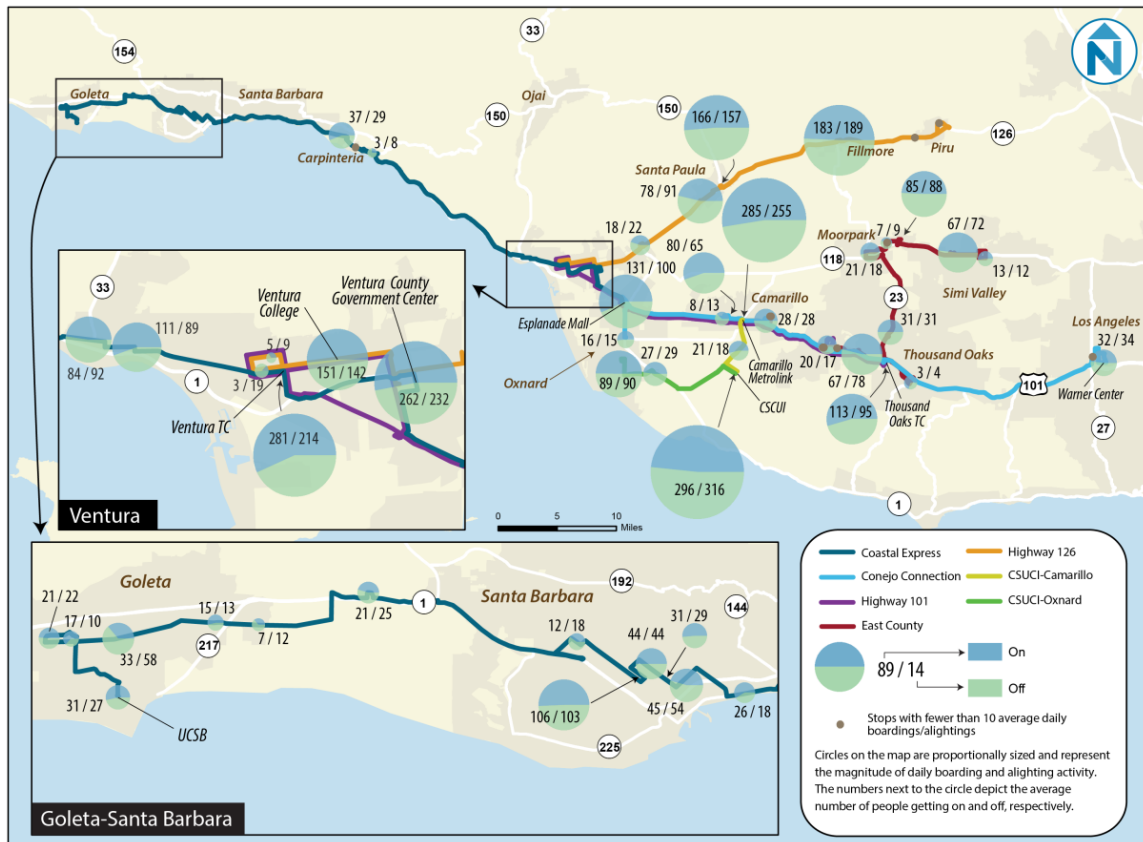 N
33
154
Goleta
Santa Barbara
Ojai
150
150
126
37 / 29
3 / 8
Carpinteria
166 / 157
183 / 189
Fillmore
Piru
Santa Paula
78 / 91
285 / 255
85 / 88
18 / 22
80 / 65
7 / 9
67 / 72
Moorpark
118
21 / 18
13 / 12
131 / 100
23
Simi Valley
8 / 13
Camarillo
28 / 28
31 / 31
Los Angeles
32 / 34
Esplanade Mall
16 / 15
27 / 29
21 / 18
Camarillo
Metrolink
20 / 17
Thousand Oaks
Oxnard
89 / 90
67 / 78
3 / 4
101
Warner Center
CSCUI
113 / 95
Thousand
Oaks TC
27
296 / 316
1
33
Ventura
College
Ventura County
Government Center
111 / 89
5 / 9
84 / 92
1
3 / 19
151 / 142
262 / 232
Ventura TC
281 / 214
Ventura
0 5 10
Miles
Goleta
192
1
Santa Barbara
144
21 / 22
17 / 10
15 / 13
21 / 25
31 / 29
12 / 18
44 / 44
7 / 12
33 / 58
217
31 / 27
106 / 103
45 / 54
26 / 18
UCSB
225
Goleta-Santa Barbara
Coastal Express
Highway 126
Conejo Connection
CSUCI-Camarillo
Highway 101
CSUCI-Oxnard
East County
89 / 14
On
Off
Stops with fewer than 10 average daily
boardings/alightings
Circles on the map are proportionally sized and represent
the magnitude of daily boarding and alighting activity.
The numbers next to the circle depict the average
number of people getting on and off, respectively.